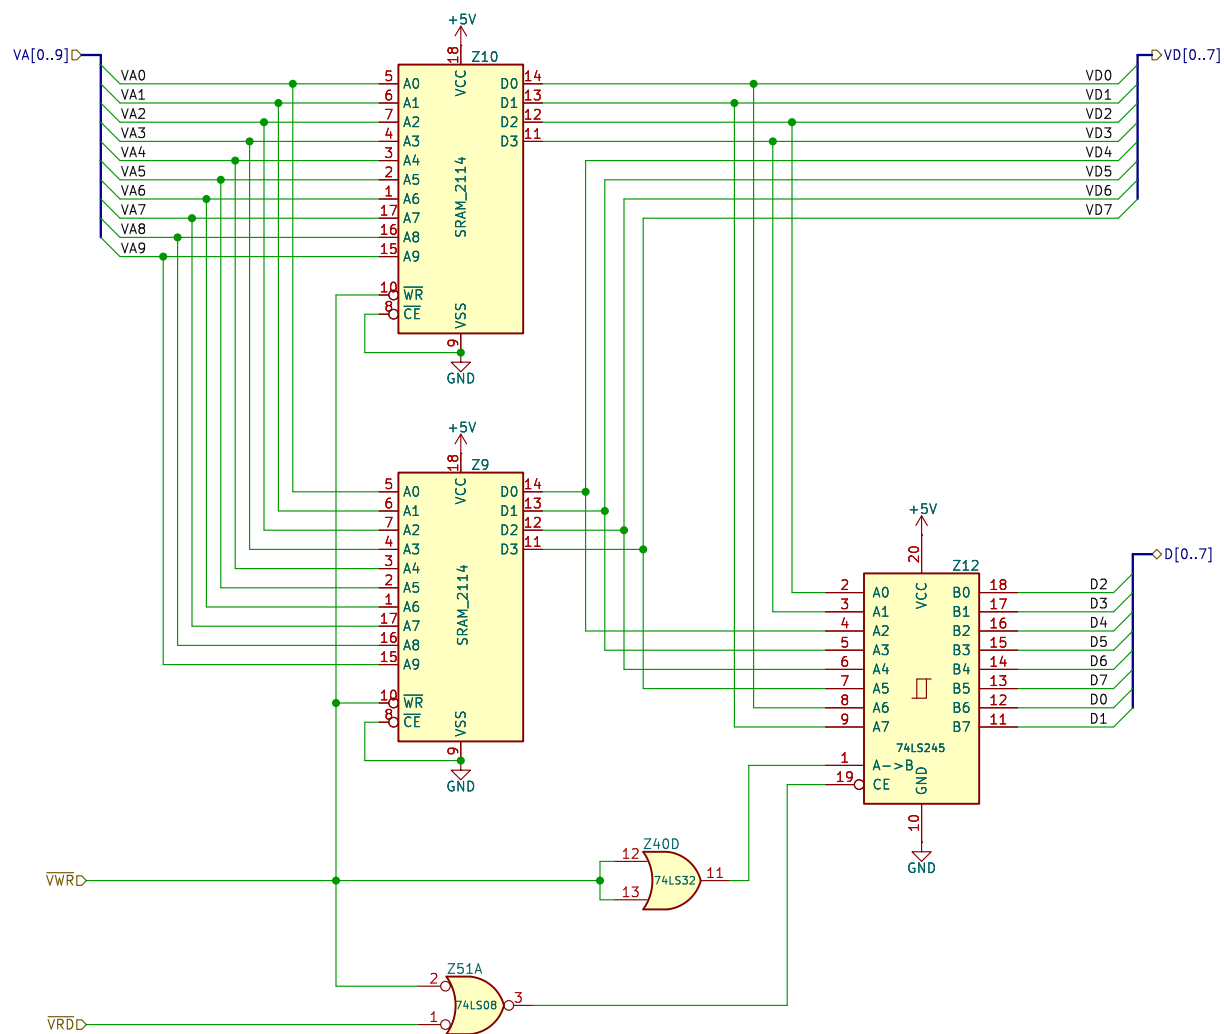 VA[0..9]
VA0
VA1
VA2
VA3
VA4
VA5
VA6
VA7
VA8
VA9
+5V
18
Z10
VCC
5 A0 D0 14
6 A1 D1 13
7 A2 D2 12
4 A3 D3 11
3 A4
2 A5
1 A6
17 A7
16 A8
15 A9
SRAM_2114
10 WR
8 CE
VSS
9
GND
VD[0..7]
VD0
VD1
VD2
VD3
VD4
VD5
VD6
VD7
+5V
18
Z9
VCC
5 A0 D0 14
6 A1 D1 13
7 A2 D2 12
4 A3 D3 11
3 A4
2 A5
1 A6
17 A7
16 A8
15 A9
SRAM_2114
10 WR
8 CE
VSS
9
GND
+5V
20
Z12
VCC
D[0..7]
2 A0 B0 18 D2
3 A1 B1 17 D3
4 A2 B2 16 D4
5 A3 B3 15 D5
6 A4 B4 14 D6
7 A5 B5 13 D7
8 A6 B6 12 D0
9 A7 B7 11 D1
74LS245
1 A->B
19 CE
GND
10
GND
VWR
Z40D
12
13
74LS32
11
Z51A
2
1
74LS08
3
VRD